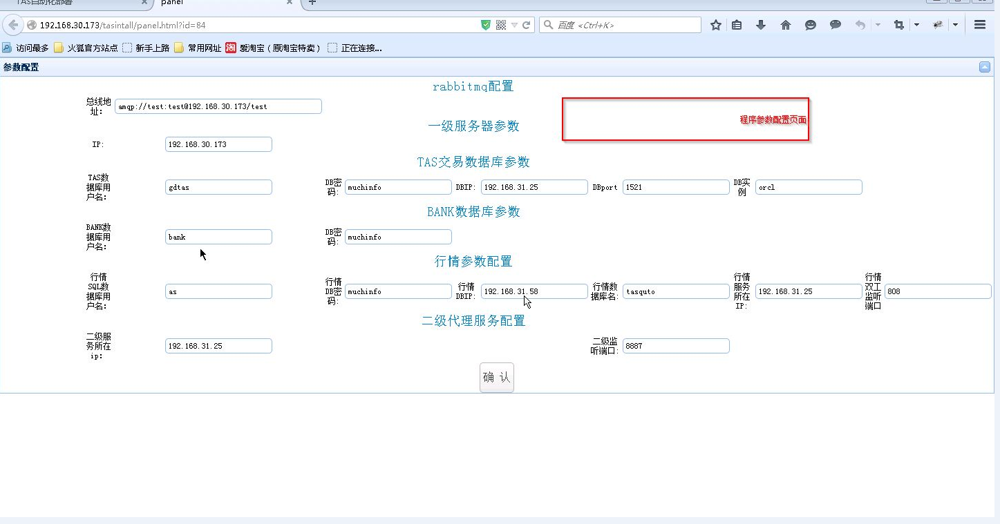 TAS自动化部署
panel
192.168.30.173/tasintall/panel.html?id=84
百度 <Ctrl+K>
访问最多 火狐官方站点 新手上路 常用网址 淘 爱淘宝（原淘宝特卖） 正在连接...
参数配置
rabbitmq配置
总线地
址: amqp://test:test@192.168.30.173/test
程序参数配置页面
一级服务器参数
IP: 192.168.30.173
TAS交易数据库参数
TAS数
据库用
户名: gdtas
DB密
码: muchinfo
DBIP: 192.168.31.25
DBport 1521
DB实
例 orcl
BANK数据库参数
BANK数
据库用
户名: bank
DB密
码: muchinfo
行情参数配置
行情
SQL数
据库用
户名: as
行情
DB密
码: muchinfo
行情
DBIP: 192.168.31.58
行情数
据库名: tasquto
行情
服务
所在
IP: 192.168.31.25
行情
双工
监听
端口 808
二级代理服务配置
二级服
务所在
ip: 192.168.31.25
二级监
听端口: 8887
确 认